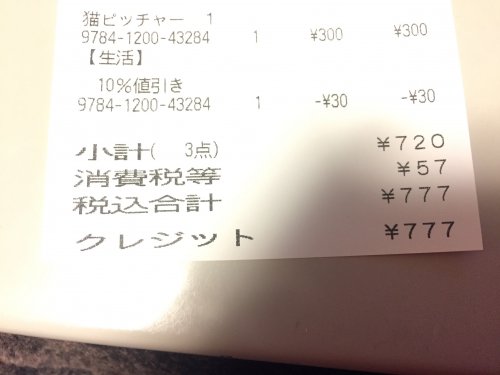 猫ピッチャー 1
9784-1200-43284 1 ¥300 ¥300
【生活】
10%値引き
9784-1200-43284 1 -¥30 -¥30
小計( 3点) ¥720
消費税等 ¥57
税込合計 ¥777
クレジット ¥777